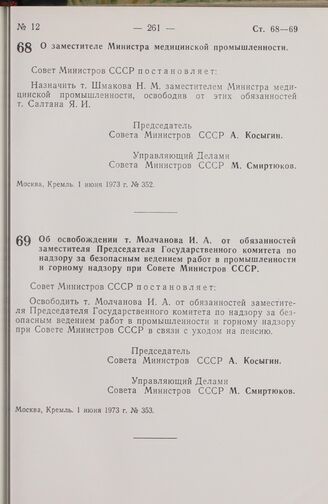 № 12 — 261 — Ст. 68—69
68 О заместителе Министра медицинской промышленности.
Совет Министров СССР постановляет:
Назначить т. Шмакова Н. М. заместителем Министра меди-
цинской промышленности, освободив от этих обязанностей
т. Салтана Я. И.
Председатель
Совета Министров СССР А. Косыгин.
Управляющий Делами
Совета Министров СССР М. Смиртюков.
Москва, Кремль. 1 июня 1973 г. № 352.
69 Об освобождении т. Молчанова И. А. от обязанностей
заместителя Председателя Государственного комитета по
надзору за безопасным ведением работ в промышленности
и горному надзору при Совете Министров СССР.
Совет Министров СССР постановляет:
Освободить т. Молчанова И. А. от обязанностей заместите-
ля Председателя Государственного комитета по надзору за без-
опасным ведением работ в промышленности и горному надзору
при Совете Министров СССР в связи с уходом на пенсию.
Председатель
Совета Министров СССР А. Косыгин.
Управляющий Делами
Совета Министров СССР М. Смиртюков.
Москва, Кремль. 1 июня 1973 г. № 353.